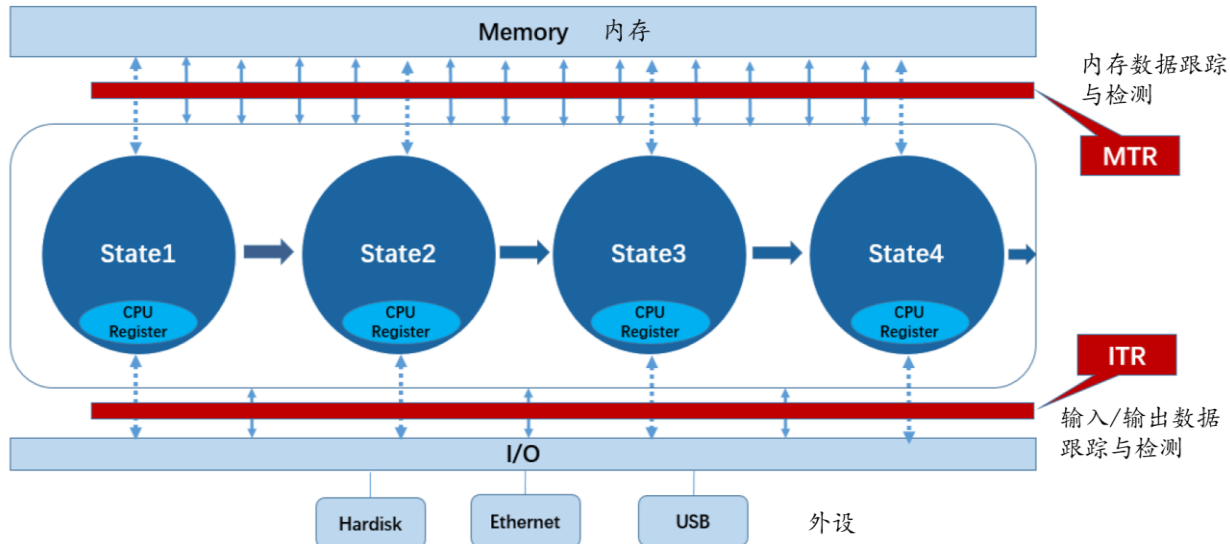 Memory 内存
内存数据跟踪
与检测
MTR
State1
State2
State3
State4
CPU
Register
CPU
Register
CPU
Register
CPU
Register
ITR
输入/输出数据
跟踪与检测
I/O
Hardisk
Ethernet
USB
外设